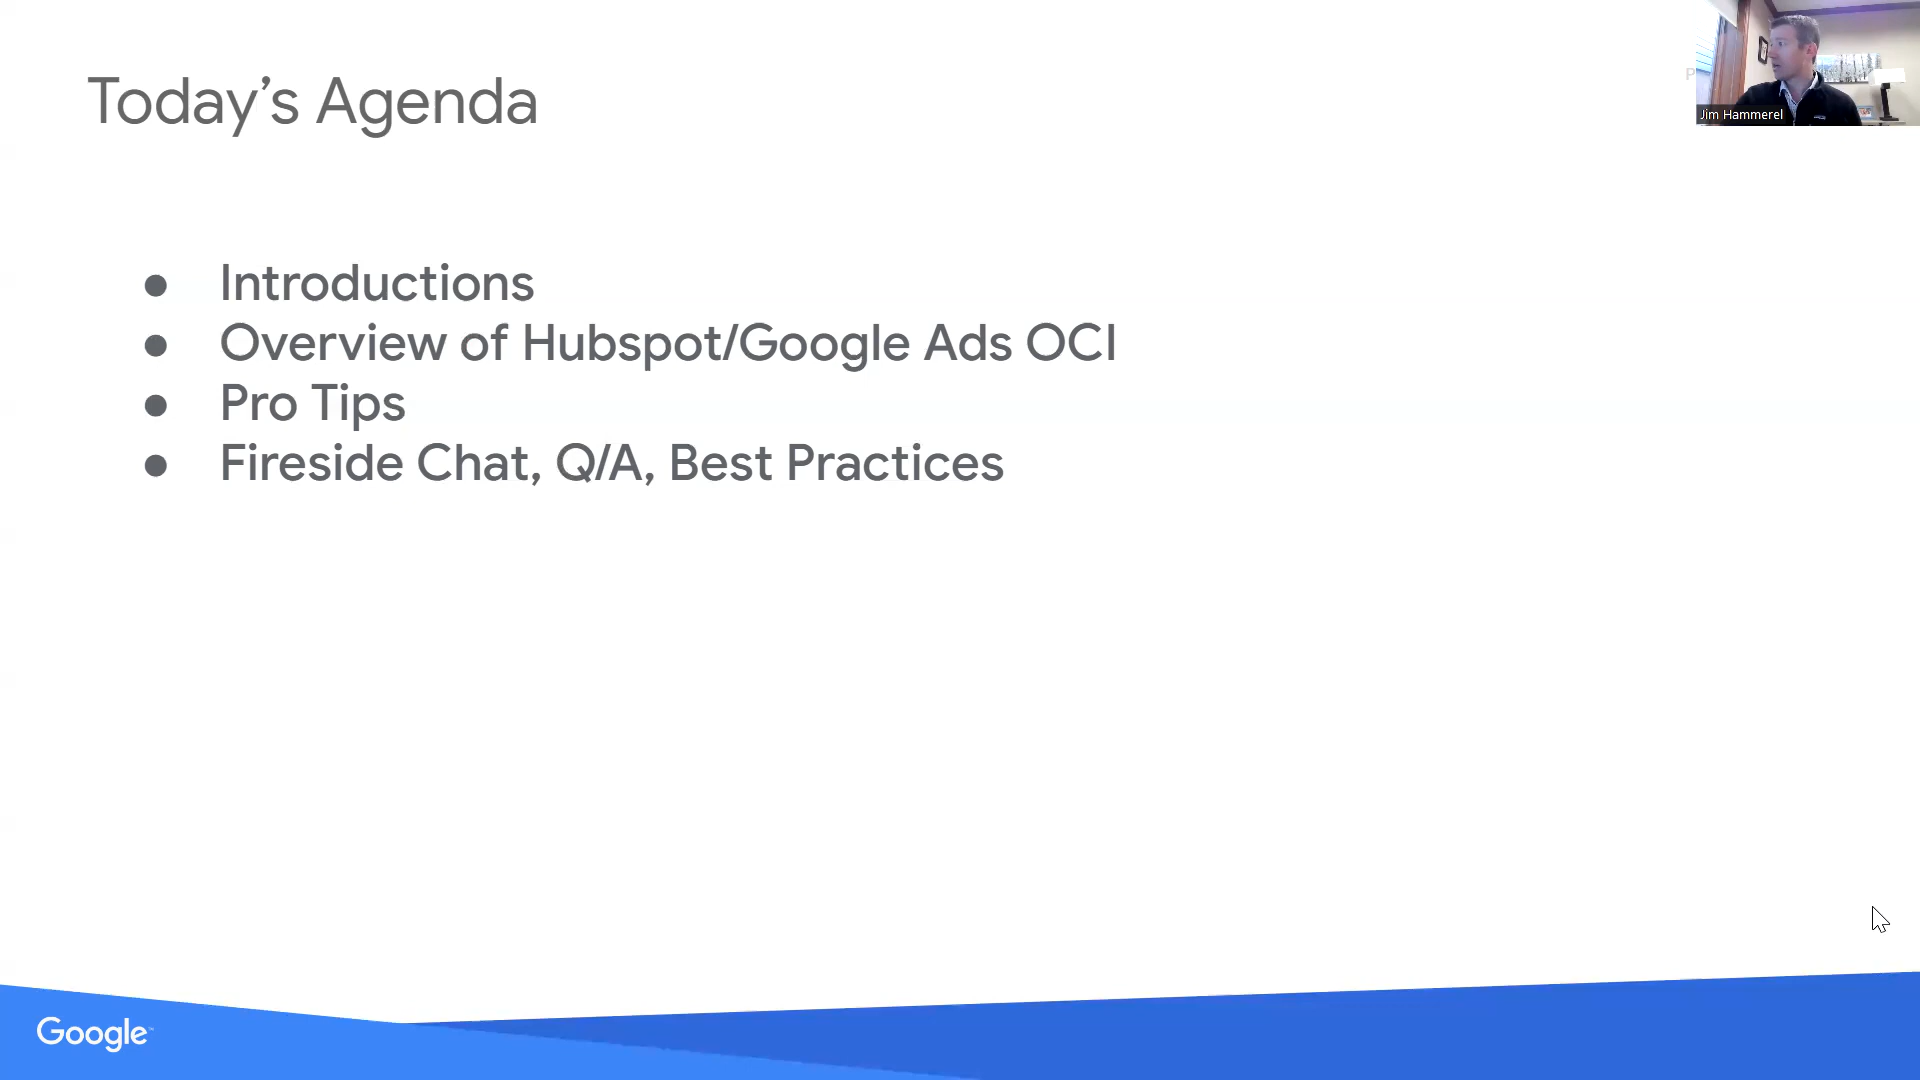 Today’s Agenda
Jim Hammerel
● Introductions
● Overview of Hubspot/Google Ads OCI
● Pro Tips
● Fireside Chat, Q/A, Best Practices
Google